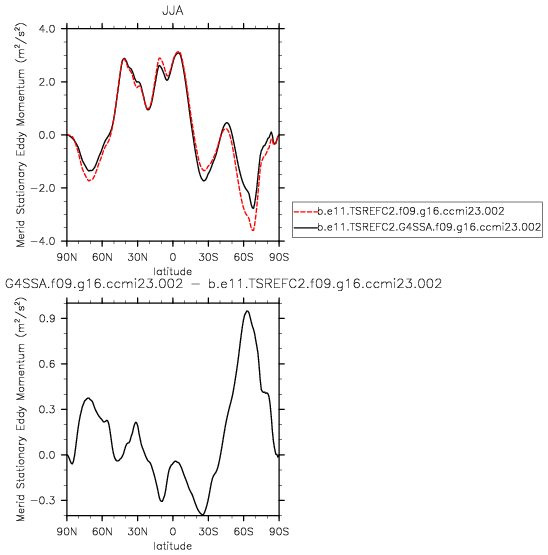 JJA
Merid Stationary Eddy Momentum (m²/s²)
4.0
2.0
0.0
−2.0
−4.0
90N 60N 30N 0 30S 60S 90S
latitude
b.e11.TSREFC2.f09.g16.ccmi23.002
b.e11.TSREFC2.G4SSA.f09.g16.ccmi23.002
G4SSA.f09.g16.ccmi23.002 − b.e11.TSREFC2.f09.g16.ccmi23.002
Merid Stationary Eddy Momentum (m²/s²)
0.9
0.6
0.3
0.0
−0.3
90N 60N 30N 0 30S 60S 90S
latitude